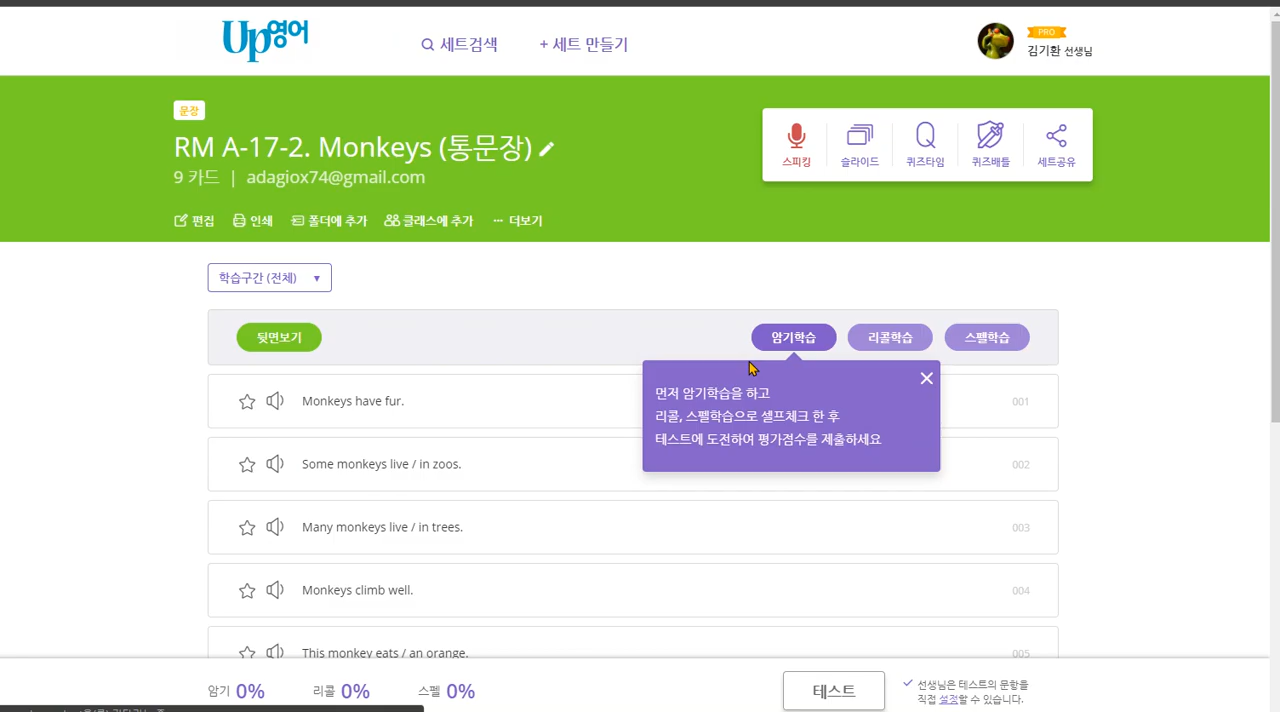 Up영어
세트검색
+ 세트 만들기
PRO
김기환 선생님
문장
RM A-17-2. Monkeys (통문장)
9 카드 | adagiox74@gmail.com
스피킹
슬라이드
퀴즈타임
퀴즈배틀
세트공유
편집
인쇄
폴더에 추가
클래스에 추가
··· 더보기
학습구간 (전체) ▼
뒷면보기
암기학습
리콜학습
스펠학습
먼저 암기학습을 하고
리콜, 스펠학습으로 셀프체크 한 후
테스트에 도전하여 평가점수를 제출하세요
Monkeys have fur.
001
Some monkeys live / in zoos.
002
Many monkeys live / in trees.
003
Monkeys climb well.
004
This monkey eats / an orange.
005
암기 0%
리콜 0%
스펠 0%
테스트
선생님은 테스트의 문항을
직접 설정할 수 있습니다.